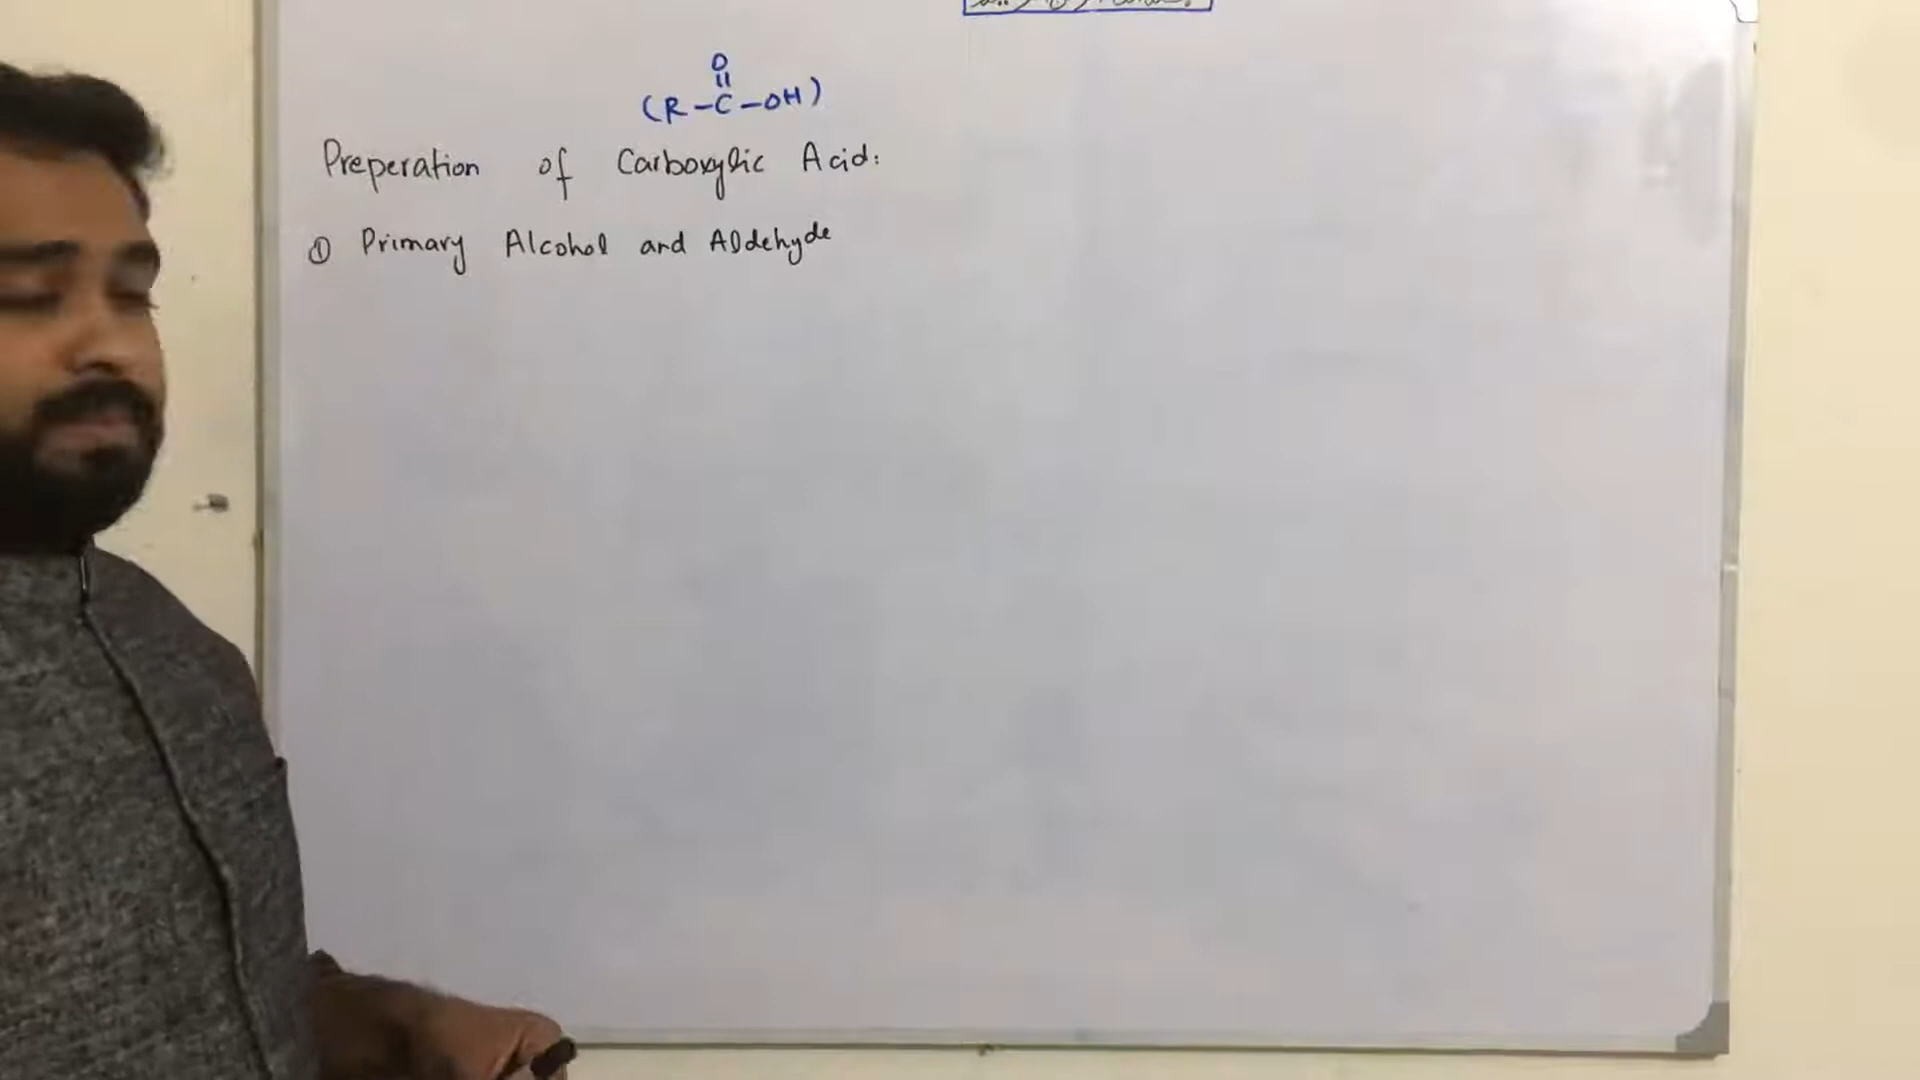 O
||
(R-C-OH)
Preperation of Carboxylic Acid:
① Primary Alcohol and Aldehyde